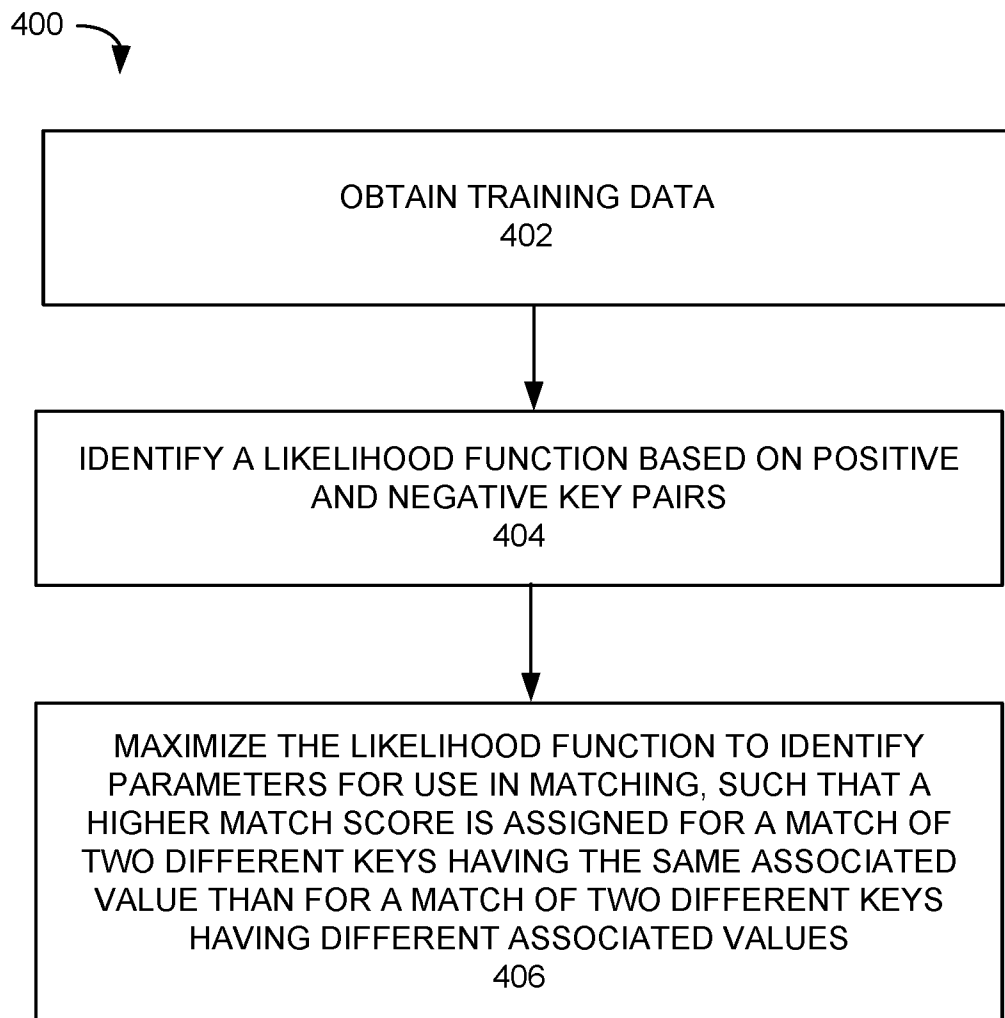 400
OBTAIN TRAINING DATA
402
IDENTIFY A LIKELIHOOD FUNCTION BASED ON POSITIVE
AND NEGATIVE KEY PAIRS
404
MAXIMIZE THE LIKELIHOOD FUNCTION TO IDENTIFY
PARAMETERS FOR USE IN MATCHING, SUCH THAT A
HIGHER MATCH SCORE IS ASSIGNED FOR A MATCH OF
TWO DIFFERENT KEYS HAVING THE SAME ASSOCIATED
VALUE THAN FOR A MATCH OF TWO DIFFERENT KEYS
HAVING DIFFERENT ASSOCIATED VALUES
406